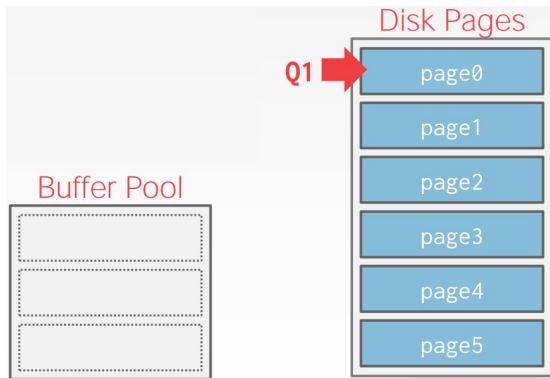 Disk Pages
Q1
page0
page1
page2
Buffer Pool
page3
page4
page5